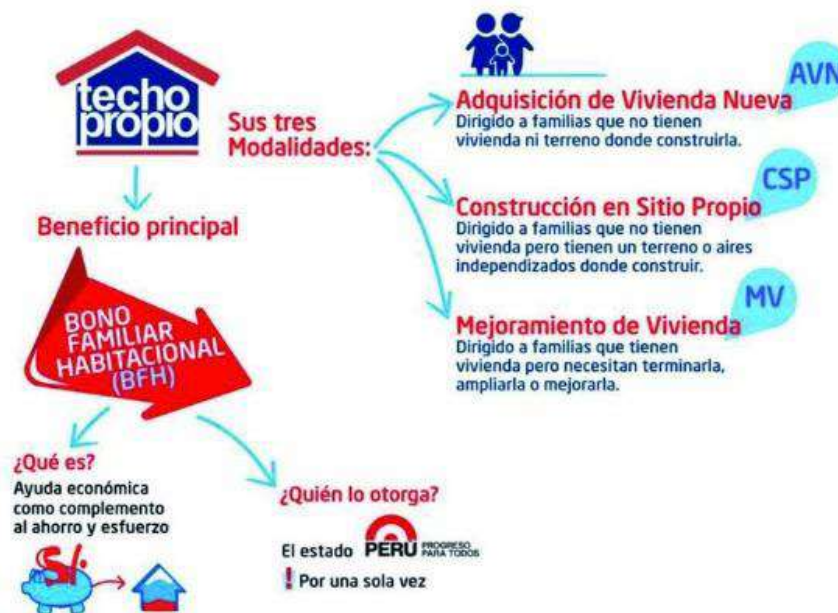 techo
propio
Sus tres
Modalidades:
AVN
Adquisición de Vivienda Nueva
Dirigido a familias que no tienen
vivienda ni terreno donde construirla.
CSP
Construcción en Sitio Propio
Dirigido a familias que no tienen
vivienda pero tienen un terreno o aires
independizados donde construir.
MV
Mejoramiento de Vivienda
Dirigido a familias que tienen
vivienda pero necesitan terminarla,
ampliarla o mejorarla.
Beneficio principal
BONO
FAMILIAR
HABITACIONAL
(BFH)
¿Qué es?
Ayuda económica
como complemento
al ahorro y esfuerzo
S/.
¿Quién lo otorga?
El estado PERÚ PROGRESO
PARA TODOS
! Por una sola vez